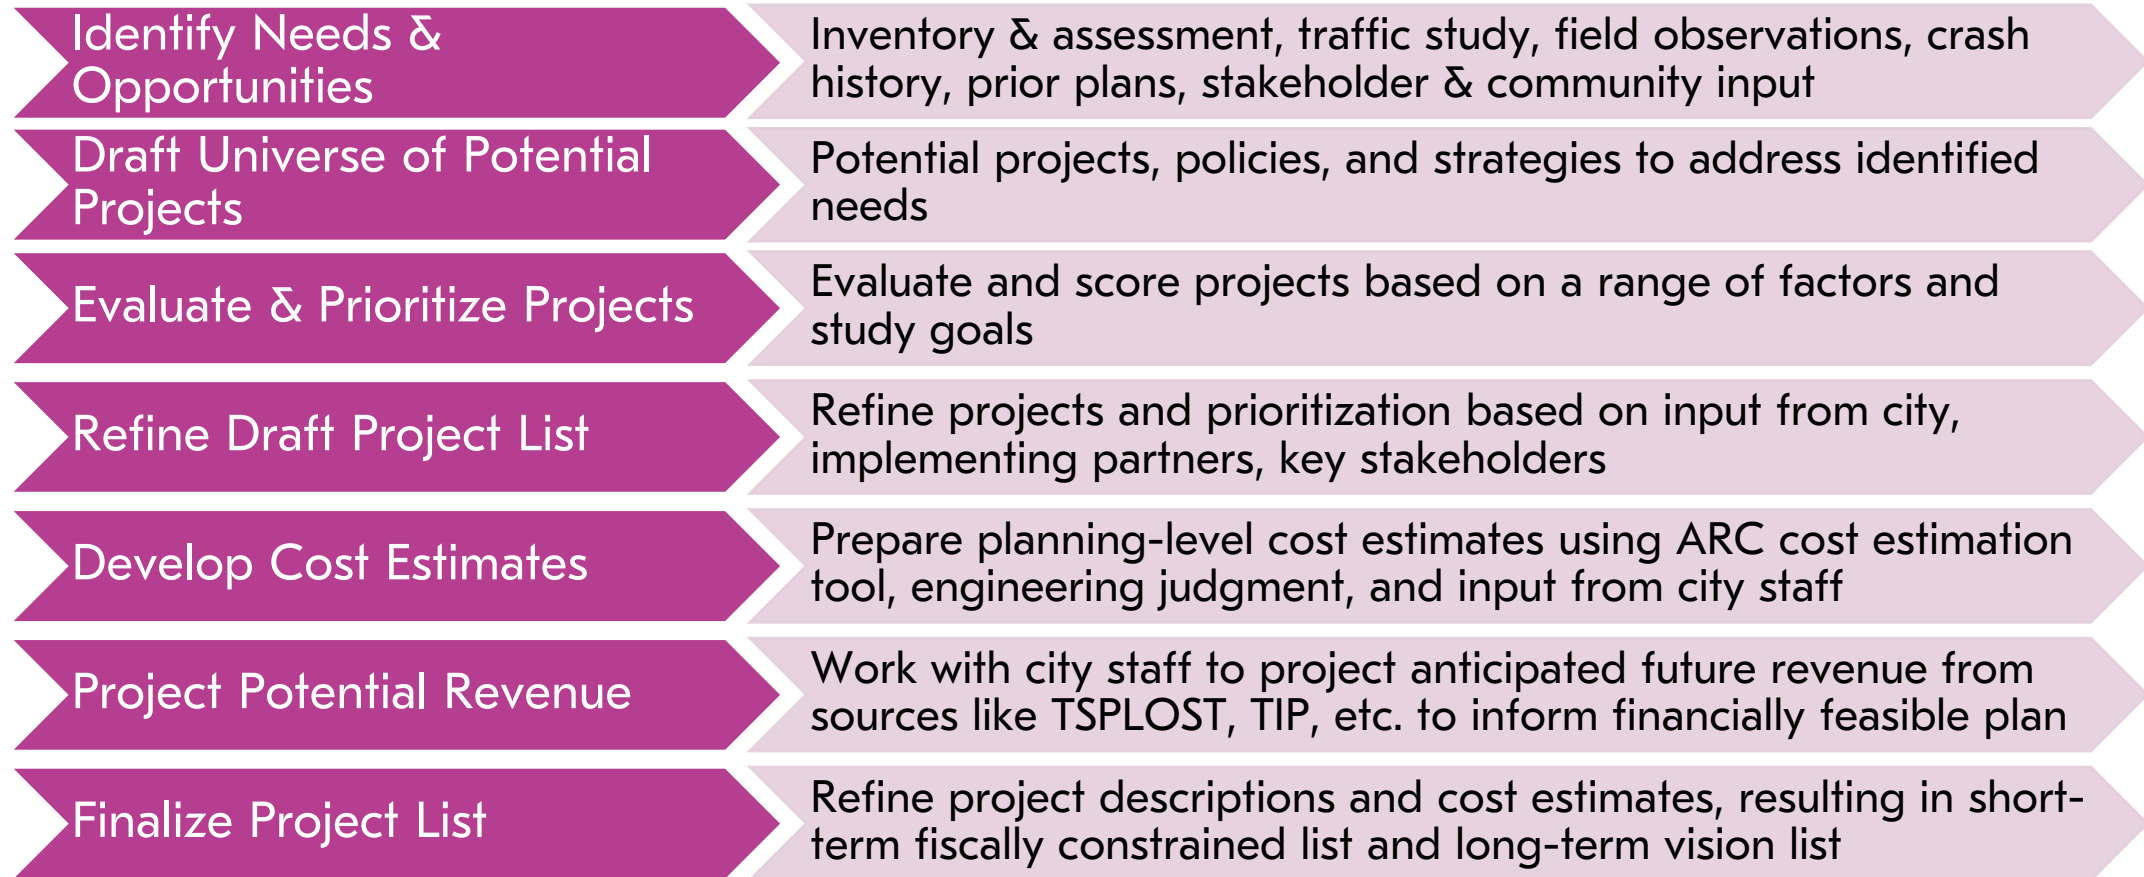 Identify Needs &
Opportunities
Inventory & assessment, traffic study, field observations, crash
history, prior plans, stakeholder & community input
Draft Universe of Potential
Projects
Potential projects, policies, and strategies to address identified
needs
Evaluate & Prioritize Projects
Evaluate and score projects based on a range of factors and
study goals
Refine Draft Project List
Refine projects and prioritization based on input from city,
implementing partners, key stakeholders
Develop Cost Estimates
Prepare planning-level cost estimates using ARC cost estimation
tool, engineering judgment, and input from city staff
Project Potential Revenue
Work with city staff to project anticipated future revenue from
sources like TSPLOST, TIP, etc. to inform financially feasible plan
Finalize Project List
Refine project descriptions and cost estimates, resulting in short-
term fiscally constrained list and long-term vision list